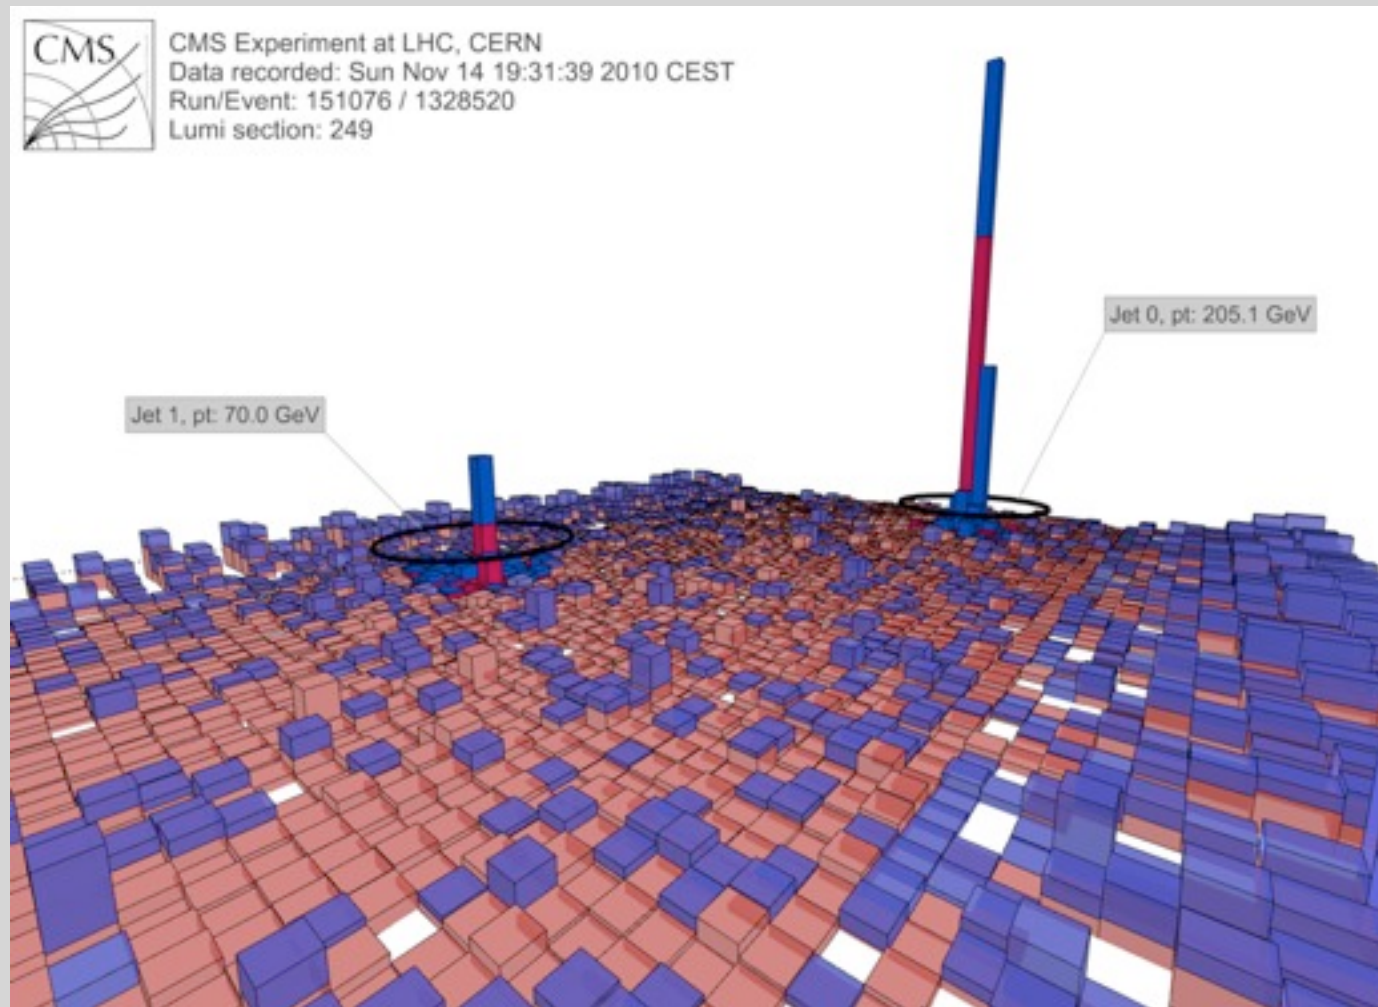 CMS
CMS Experiment at LHC, CERN
Data recorded: Sun Nov 14 19:31:39 2010 CEST
Run/Event: 151076 / 1328520
Lumi section: 249
Jet 0, pt: 205.1 GeV
Jet 1, pt: 70.0 GeV